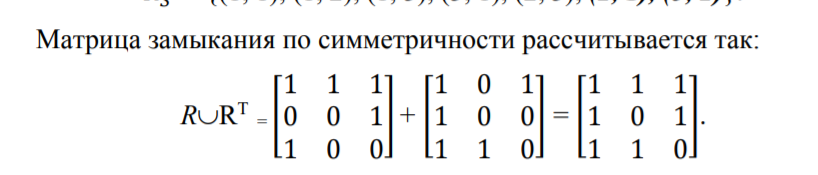 Матрица замыкания по симметричности рассчитывается так:
R∪Rᵀ = [1 1 1; 0 0 1; 1 0 0] + [1 0 1; 1 0 0; 1 1 0] = [1 1 1; 1 0 1; 1 1 0].